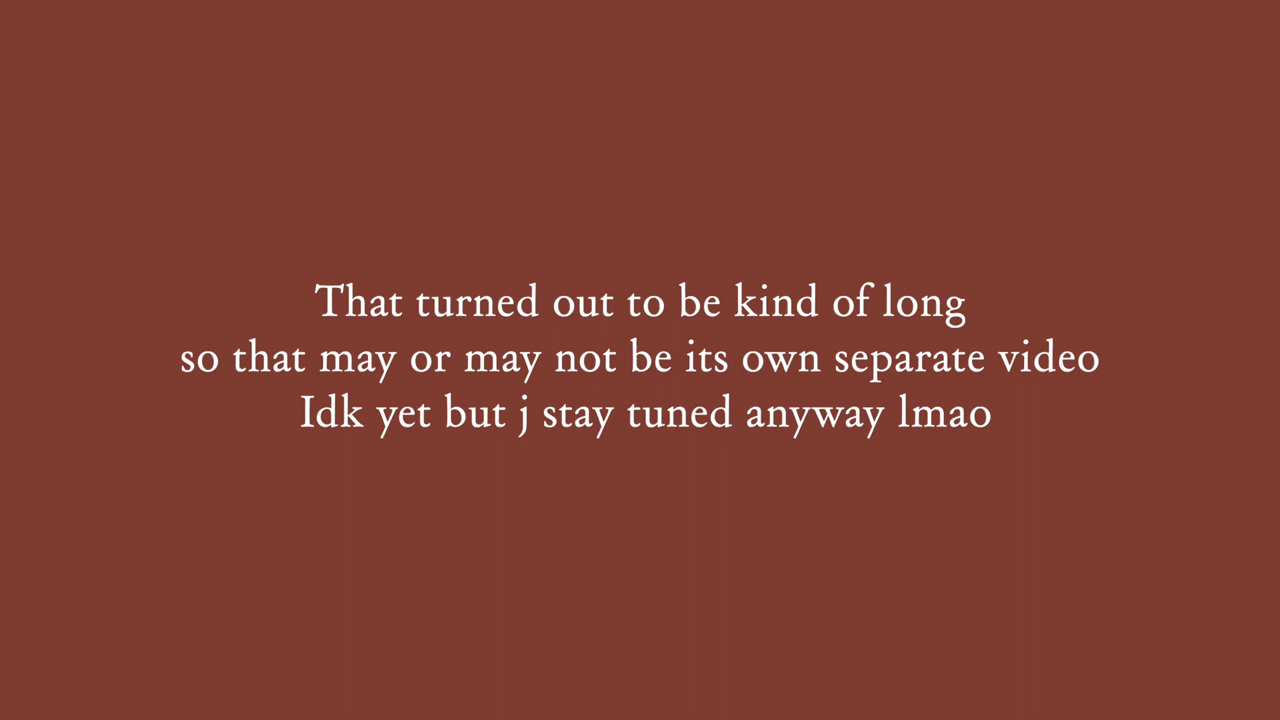 That turned out to be kind of long
so that may or may not be its own separate video
Idk yet but j stay tuned anyway lmao